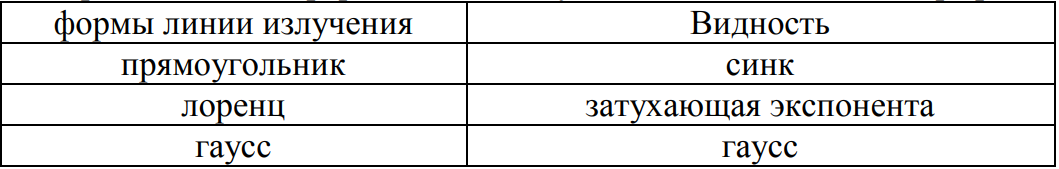 формы линии излучения Видность
прямоугольник синк
лоренц затухающая экспонента
гаусс гаусс